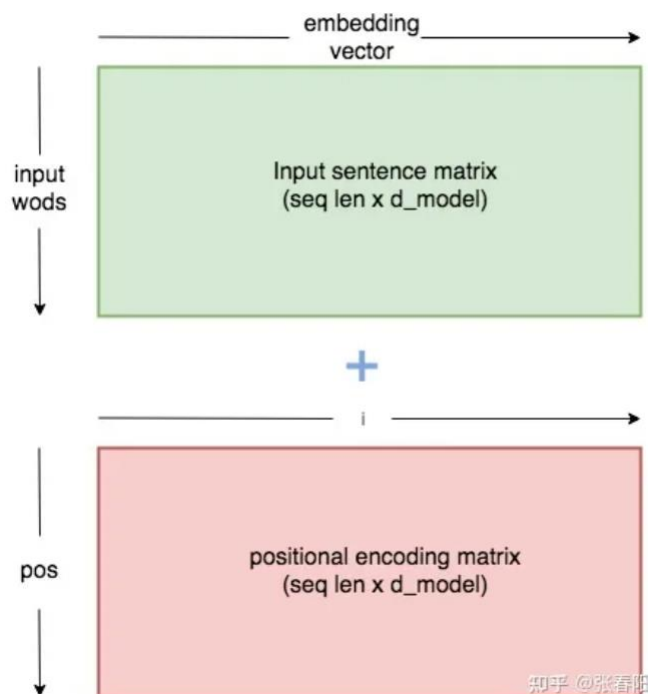 embedding
vector
input
wods
Input sentence matrix
(seq len x d_model)
+
i
pos
positional encoding matrix
(seq len x d_model)
知乎 @张春阳